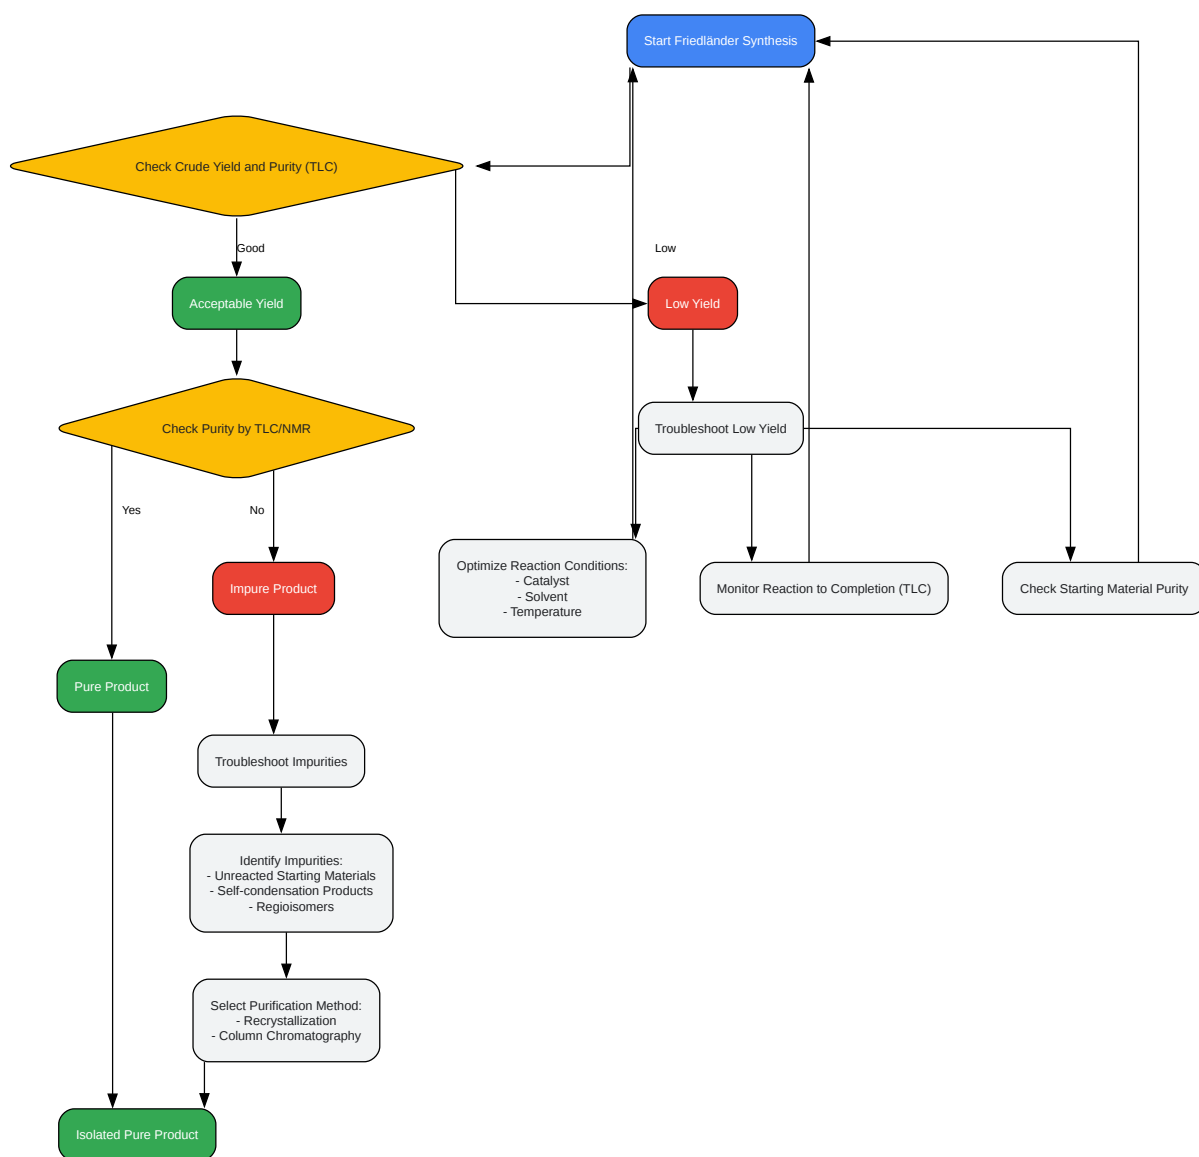 Start Friedländer Synthesis
Check Crude Yield and Purity (TLC)
Good
Low
Acceptable Yield
Low Yield
Check Purity by TLC/NMR
Troubleshoot Low Yield
Yes
No
Optimize Reaction Conditions:
- Catalyst
- Solvent
- Temperature
Impure Product
Monitor Reaction to Completion (TLC)
Check Starting Material Purity
Pure Product
Troubleshoot Impurities
Identify Impurities:
- Unreacted Starting Materials
- Self-condensation Products
- Regioisomers
Select Purification Method:
- Recrystallization
- Column Chromatography
Isolated Pure Product